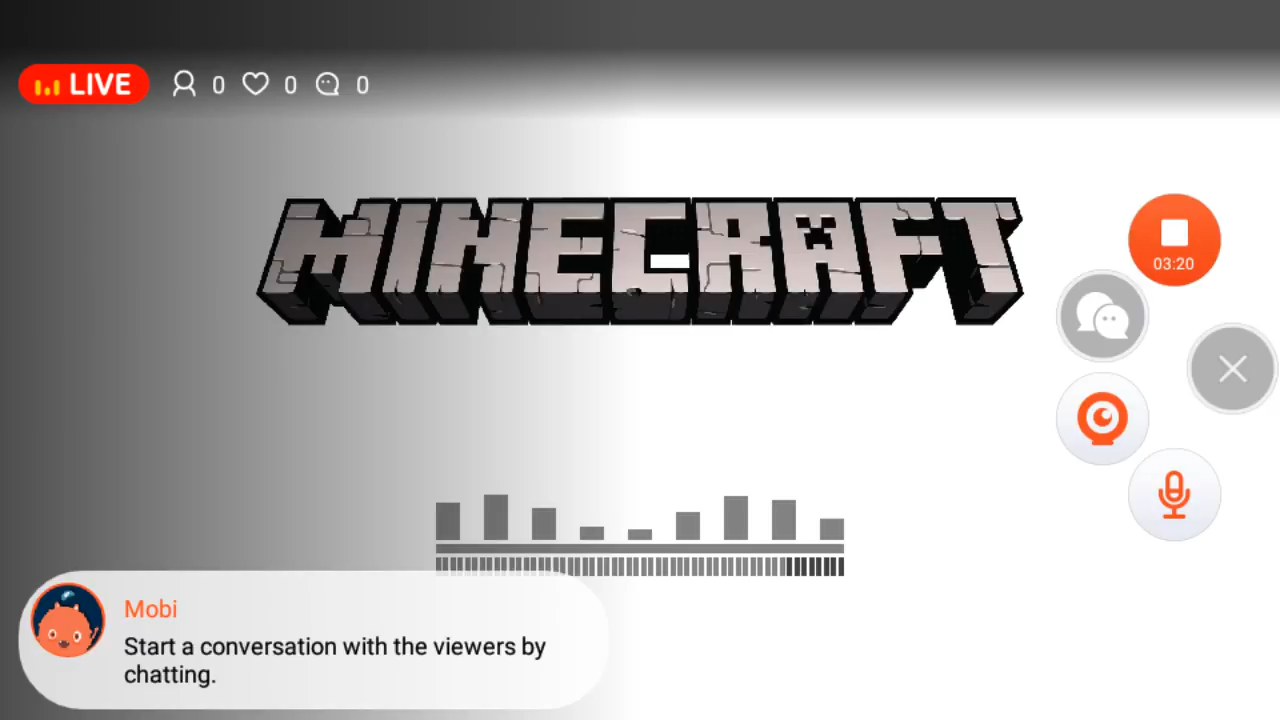 LIVE 0 0 0
MINECRAFT
03:20
Mobi
Start a conversation with the viewers by
chatting.